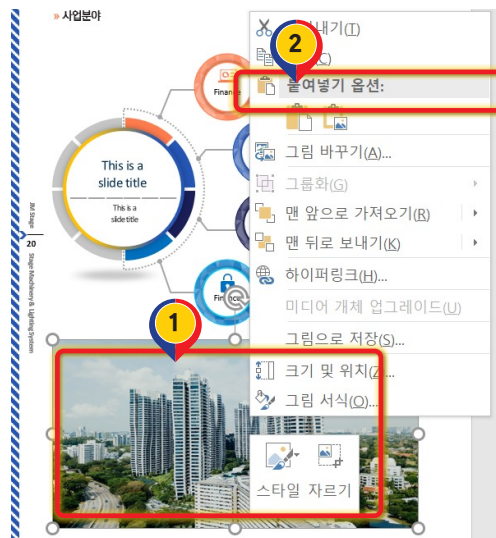 » 사업분야
2
내기(T)
(C)
붙여넣기 옵션:
그림 바꾸기(A)...
그룹화(G)
맨 앞으로 가져오기(R)
맨 뒤로 보내기(K)
하이퍼링크(H)...
미디어 개체 업그레이드(U)
그림으로 저장(S)...
크기 및 위치(Z)...
그림 서식(O)...
스타일 자르기
Finance
This is a
slide title
This is a
slide title
JM Stage
20
Stage Machinery & Lighting System
Finance
1